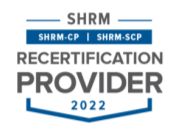 SHRM
SHRM-CP | SHRM-SCP
RECERTIFICATION
PROVIDER
2022